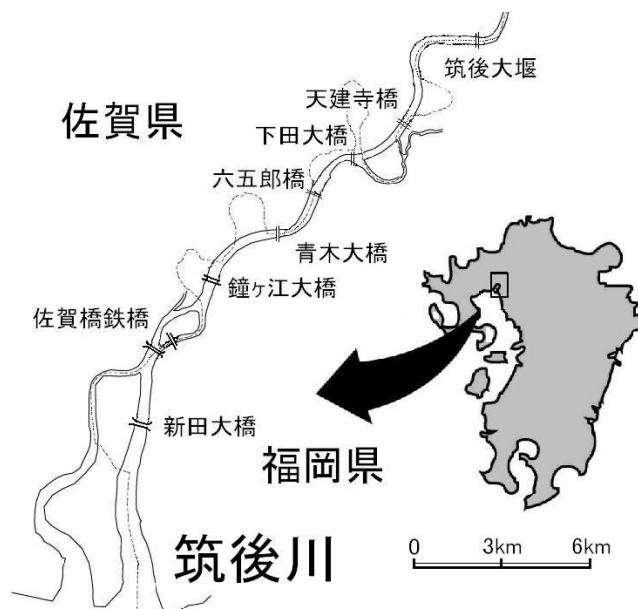 筑後大堰
天建寺橋
佐賀県
下田大橋
六五郎橋
青木大橋
鐘ヶ江大橋
佐賀橋鉄橋
新田大橋
福岡県
筑後川
0 3km 6km